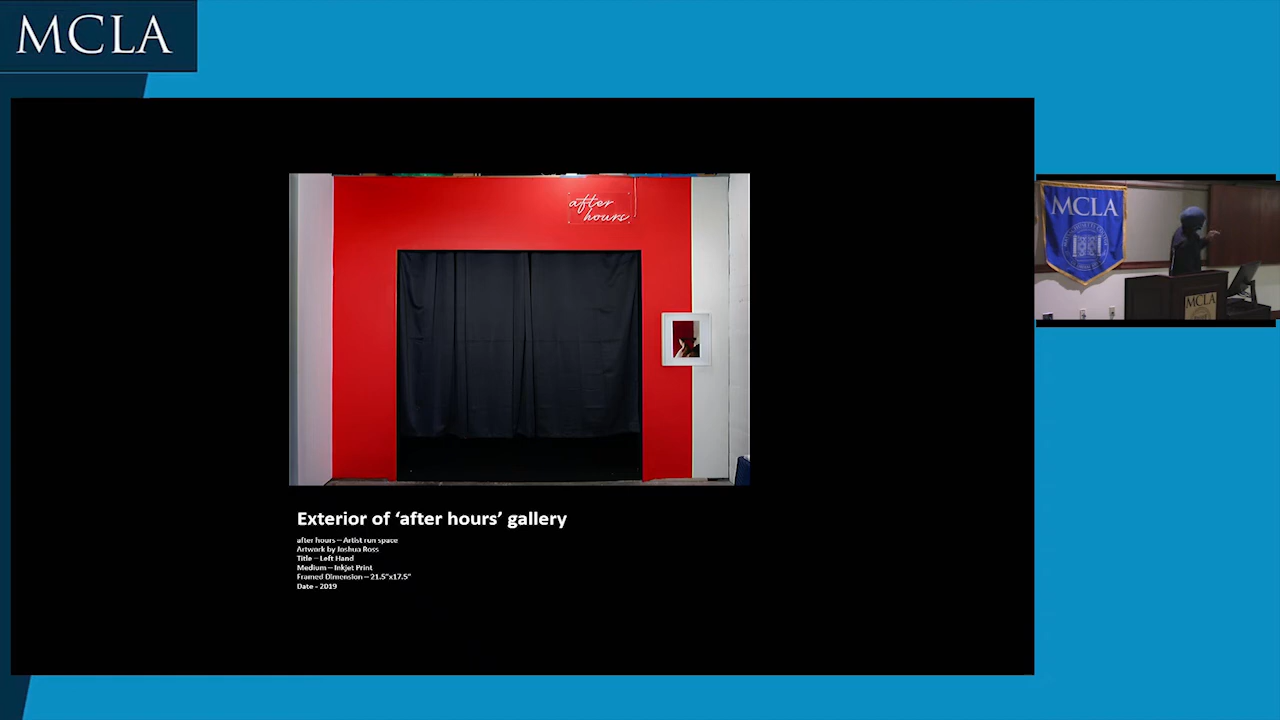 MCLA
after
hours
Exterior of ‘after hours’ gallery
after hours – Artist run space
Artwork by Joshua Ross
Title – Left Hand
Medium – Inkjet Print
Framed Dimension – 21.5"x17.5"
Date - 2019
MCLA
MCLA